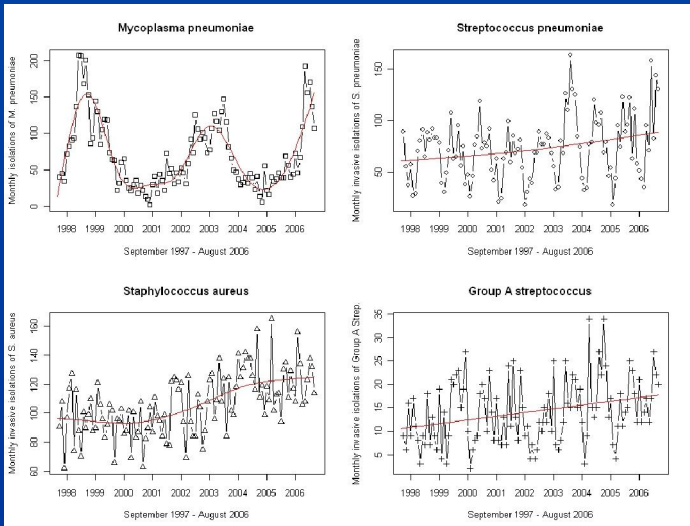 Mycoplasma pneumoniae
Monthly isolations of M. pneumoniae
200
150
100
50
0
1998 1999 2000 2001 2002 2003 2004 2005 2006
September 1997 - August 2006
Streptococcus pneumoniae
Monthly invasive isolations of S. pneumoniae
150
100
50
1998 1999 2000 2001 2002 2003 2004 2005 2006
September 1997 - August 2006
Staphylococcus aureus
Monthly invasive isolations of S. aureus
160
140
120
100
80
60
1998 1999 2000 2001 2002 2003 2004 2005 2006
September 1997 - August 2006
Group A streptococcus
Monthly invasive isolations of Group A Strep.
35
30
25
20
15
10
5
1998 1999 2000 2001 2002 2003 2004 2005 2006
September 1997 - August 2006